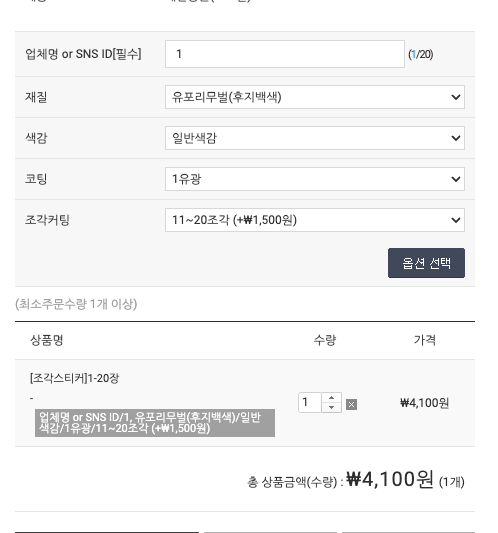 업체명 or SNS ID[필수]
1
(1/20)
재질
유포리무벌(후지백색)
색감
일반색감
코팅
1유광
조각커팅
11~20조각 (+₩1,500원)
옵션 선택
(최소주문수량 1개 이상)
상품명 수량 가격
[조각스티커]1-20장
-
업체명 or SNS ID/1, 유포리무벌(후지백색)/일반
색감/1유광/11~20조각 (+₩1,500원)
1
₩4,100원
총 상품금액(수량) : ₩4,100원 (1개)